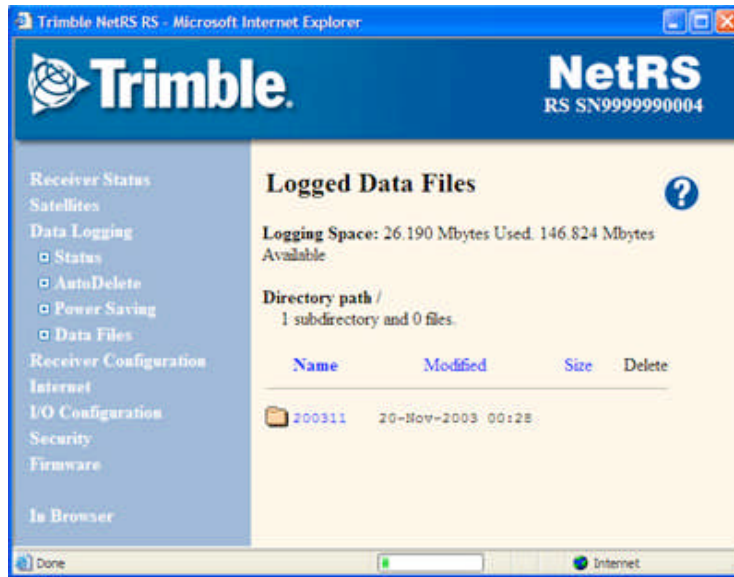 Trimble NetRS RS - Microsoft Internet Explorer
Trimble.
NetRS
RS SN9999990004
Receiver Status
Satellites
Data Logging
Status
AutoDelete
Power Saving
Data Files
Receiver Configuration
Internet
I/O Configuration
Security
Firmware
In Browser
Logged Data Files
?
Logging Space: 26.190 Mbytes Used. 146.824 Mbytes
Available
Directory path /
1 subdirectory and 0 files.
Name Modified Size Delete
200311 20-Nov-2003 00:28
Done Internet